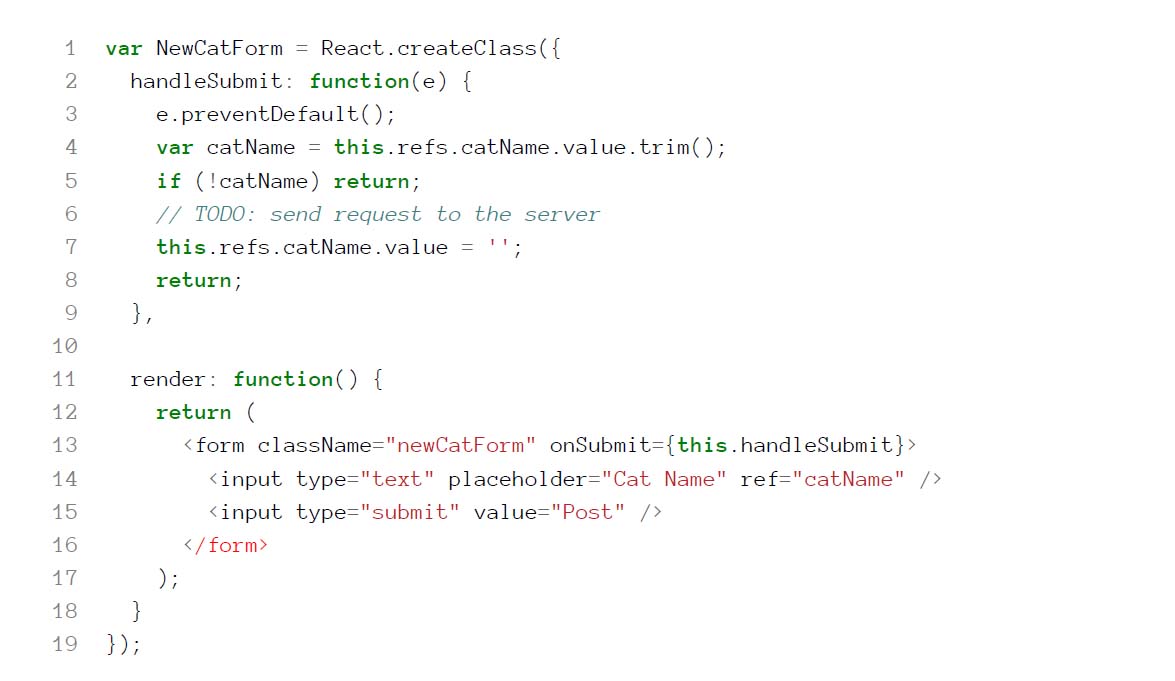 1 var NewCatForm = React.createClass({
2   handleSubmit: function(e) {
3     e.preventDefault();
4     var catName = this.refs.catName.value.trim();
5     if (!catName) return;
6     // TODO: send request to the server
7     this.refs.catName.value = '';
8     return;
9   },
10
11   render: function() {
12     return (
13       <form className="newCatForm" onSubmit={this.handleSubmit}>
14         <input type="text" placeholder="Cat Name" ref="catName" />
15         <input type="submit" value="Post" />
16       </form>
17     );
18   }
19 });